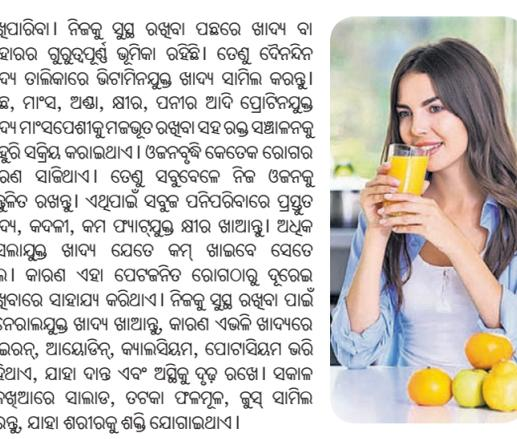 ଖିପାରିବା। ନିଜକୁ ସୁସ୍ଥ ରଖିବା ପଛରେ ଖାଦ୍ୟ ବା
ହାରର ଗୁରୁତ୍ୱପୂର୍ଣ୍ଣ ଭୂମିକା ରହିଛି। ତେଣୁ ଦୈନନ୍ଦିନ
ଦ୍ୟ ତାଲିକାରେ ଭିଟାମିନଯୁକ୍ତ ଖାଦ୍ୟ ସାମିଲ କରନ୍ତୁ।
ଛ, ମାଂସ, ଅଣ୍ଡା, କ୍ଷୀର, ପନୀର ଆଦି ପ୍ରୋଟିନଯୁକ୍ତ
ଦ୍ୟ ମାଂସପେଶୀକୁ ମଜଭୂତ ରଖିବା ସହ ରକ୍ତ ସଞ୍ଚାଳନକୁ
ହୁରି ସକ୍ରିୟ କରାଇଥାଏ। ଓଜନବୃଦ୍ଧି କେତେକ ରୋଗର
ରଣ ସାଜିଥାଏ। ତେଣୁ ସବୁବେଳେ ନିଜ ଓଜନକୁ
ତୁଳିତ ରଖନ୍ତୁ। ଏଥିପାଇଁ ସବୁଜ ପନିପରିବାରେ ପ୍ରସ୍ତୁତ
ଦ୍ୟ, କଦଳୀ, କମ ଫ୍ୟାଟ୍‌ଯୁକ୍ତ କ୍ଷୀର ଖାଆନ୍ତୁ। ଅଧିକ
ସଲାଯୁକ୍ତ ଖାଦ୍ୟ ଯେତେ କମ୍ ଖାଇବେ ସେତେ
ଲ। କାରଣ ଏହା ପେଟଜନିତ ରୋଗଠାରୁ ଦୂରେଇ
ଖିବାରେ ସାହାଯ୍ୟ କରିଥାଏ। ନିଜକୁ ସୁସ୍ଥ ରଖିବା ପାଇଁ
ନେରାଲଯୁକ୍ତ ଖାଦ୍ୟ ଖାଆନ୍ତୁ, କାରଣ ଏଭଳି ଖାଦ୍ୟରେ
ଇରନ୍, ଆୟୋଡିନ୍, କ୍ୟାଲସିୟମ, ପୋଟାସିୟମ ଭରି
ହିଥାଏ, ଯାହା ଦାନ୍ତ ଏବଂ ଅସ୍ଥିକୁ ଦୃଢ଼ ରଖେ। ସକାଳ
ଳଖିଆରେ ସାଲାଡ, ତଟକା ଫଳମୂଳ, ଜୁସ୍ ସାମିଲ
ରନ୍ତୁ, ଯାହା ଶରୀରକୁ ଶକ୍ତି ଯୋଗାଇଥାଏ।